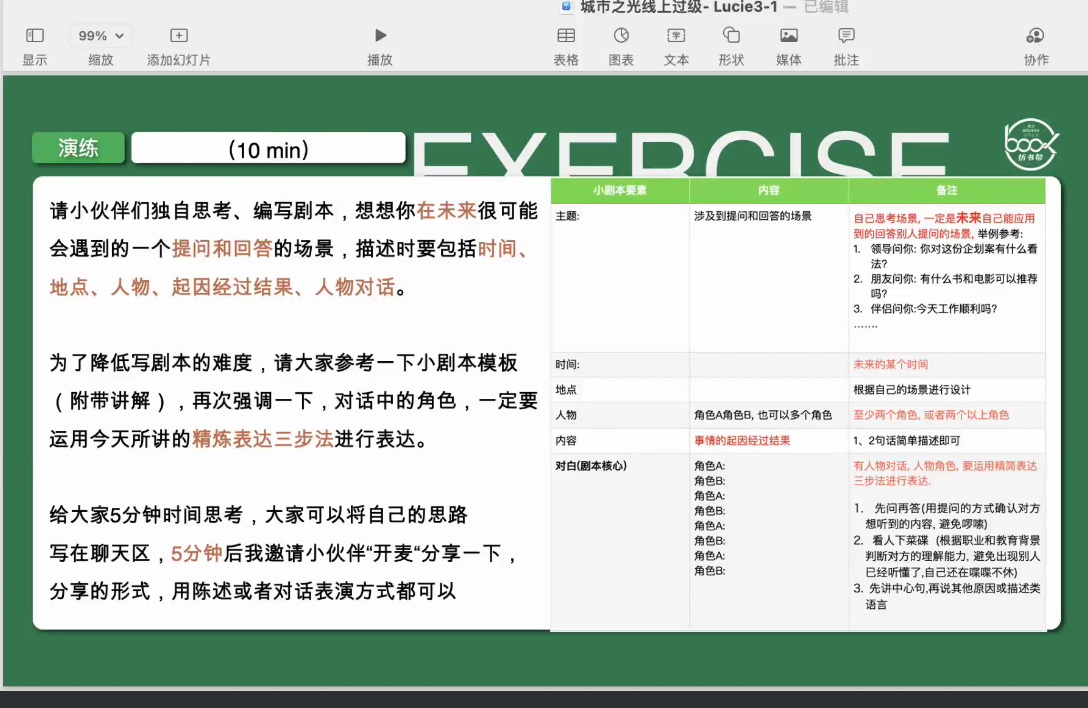 城市之光线上过级- Lucie3-1 — 已编辑
99%
显示 缩放 添加幻灯片 播放 表格 图表 文本 形状 媒体 批注 协作
演练
(10 min)
EXERCISE
book
拆书帮
请小伙伴们独自思考、编写剧本，想想你在未来很可能
会遇到的一个提问和回答的场景，描述时要包括时间、
地点、人物、起因经过结果、人物对话。
为了降低写剧本的难度，请大家参考一下小剧本模板
（附带讲解），再次强调一下，对话中的角色，一定要
运用今天所讲的精炼表达三步法进行表达。
给大家5分钟时间思考，大家可以将自己的思路
写在聊天区，5分钟后我邀请小伙伴“开麦“分享一下，
分享的形式，用陈述或者对话表演方式都可以
小剧本要素 内容 备注
主题: 涉及到提问和回答的场景
自己思考场景, 一定是未来自己能应用
到的回答别人提问的场景, 举例参考:
1. 领导问你: 你对这份企划案有什么看
法?
2. 朋友问你: 有什么书和电影可以推荐
吗?
3. 伴侣问你:今天工作顺利吗?
…….
时间: 未来的某个时间
地点 根据自己的场景进行设计
人物 角色A角色B, 也可以多个角色 至少两个角色, 或者两个以上角色
内容 事情的起因经过结果 1、2句话简单描述即可
对白(剧本核心)
角色A:
角色B:
角色A:
角色B:
角色A:
角色B:
角色A:
角色B:
有人物对话, 人物角色, 要运用精简表达
三步法进行表达.
1. 先问再答(用提问的方式确认对方
想听到的内容, 避免啰嗦)
2. 看人下菜碟 (根据职业和教育背景
判断对方的理解能力, 避免出现别人
已经听懂了,自己还在喋喋不休)
3. 先讲中心句,再说其他原因或描述类
语言